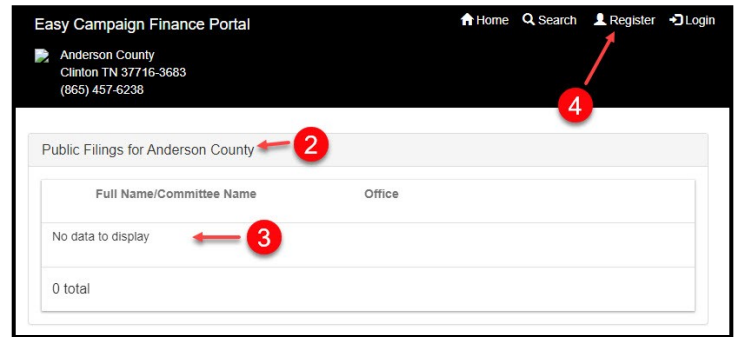 Easy Campaign Finance Portal
Home Search Register Login
Anderson County
Clinton TN 37716-3683
(865) 457-6238
4
Public Filings for Anderson County 2
Full Name/Committee Name Office
No data to display 3
0 total